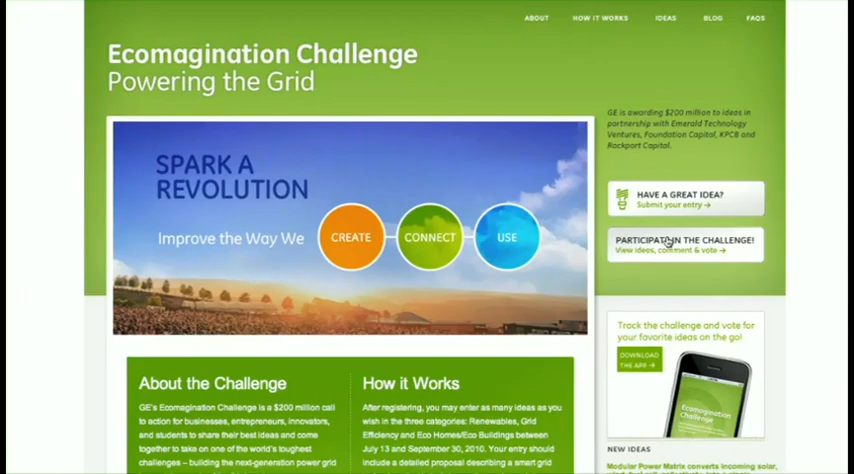 ABOUT HOW IT WORKS IDEAS BLOG FAQS
Ecomagination Challenge
Powering the Grid
GE is awarding $200 million to ideas in
partnership with Emerald Technology
Ventures, Foundation Capital, KPCB and
Rockport Capital.
SPARK A
REVOLUTION
Improve the Way We
CREATE
CONNECT
USE
HAVE A GREAT IDEA?
Submit your entry →
IN THE CHALLENGE!
View ideas, comment & vote →
Track the challenge and vote for
your favorite ideas on the go!
DOWNLOAD
THE APP →
Ecomagination
Challenge
About the Challenge
GE's Ecomagination Challenge is a $200 million call
to action for businesses, entrepreneurs, innovators,
and students to share their best ideas and come
together to take on one of the world's toughest
challenges – building the next-generation power grid
How it Works
After registering, you may enter as many ideas as you
wish in the three categories: Renewables, Grid
Efficiency and Eco Homes/Eco Buildings between
July 13 and September 30, 2010. Your entry should
include a detailed proposal describing a smart grid
NEW IDEAS
Modular Power Matrix converts incoming solar,